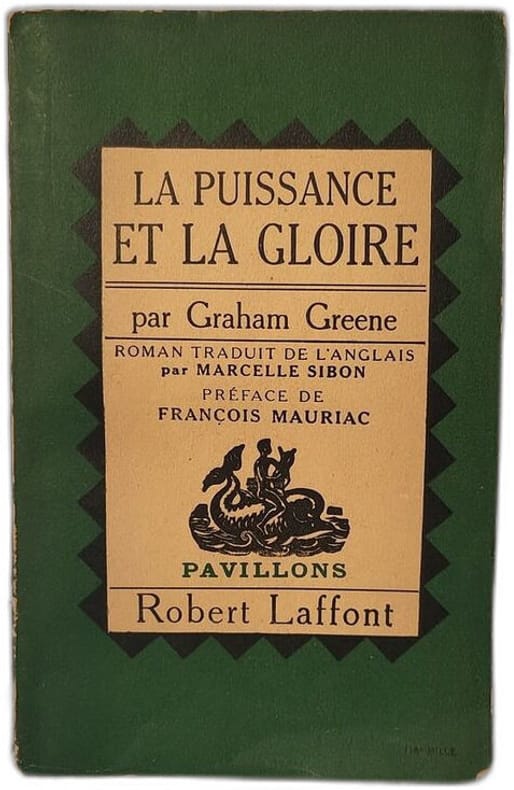 LA PUISSANCE
ET LA GLOIRE
par Graham Greene
ROMAN TRADUIT DE L'ANGLAIS
par MARCELLE SIBON
PRÉFACE DE
FRANÇOIS MAURIAC
PAVILLONS
Robert Laffont
MILLE